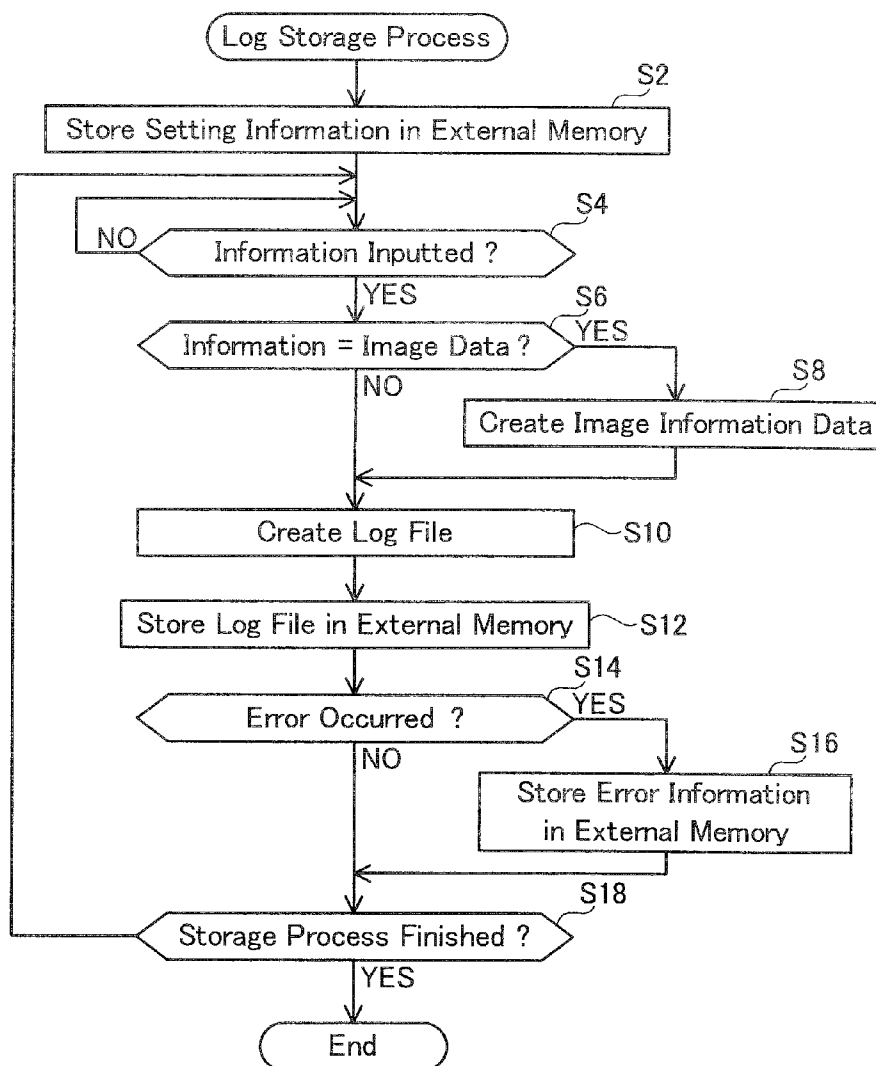 Log Storage Process
S2
Store Setting Information in External Memory
S4
NO
Information Inputted ?
YES
S6
Information = Image Data ?
YES
NO
S8
Create Image Information Data
Create Log File
S10
Store Log File in External Memory
S12
S14
Error Occurred ?
YES
NO
S16
Store Error Information
in External Memory
S18
Storage Process Finished ?
YES
End